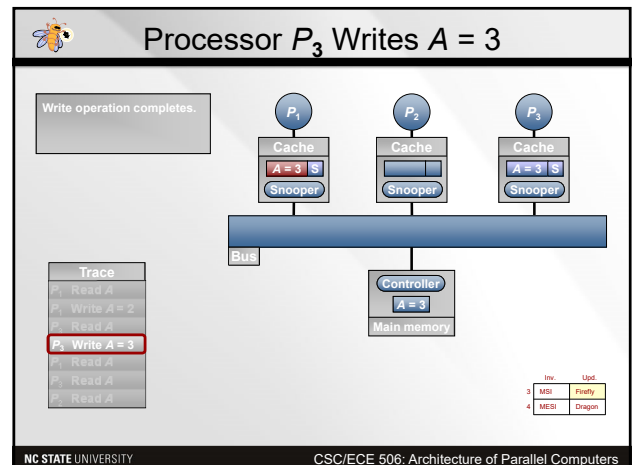 Processor P3 Writes A = 3
Write operation completes.
P1
P2
P3
Cache
Cache
Cache
A = 3 S
A = 3 S
Snooper
Snooper
Snooper
Bus
Controller
A = 3
Main memory
Trace
P1 Read A
P1 Write A = 2
P3 Read A
P3 Write A = 3
P1 Read A
P3 Read A
P2 Read A
Inv. Upd.
3 MSI Firefly
4 MESI Dragon
NC STATE UNIVERSITY
CSC/ECE 506: Architecture of Parallel Computers